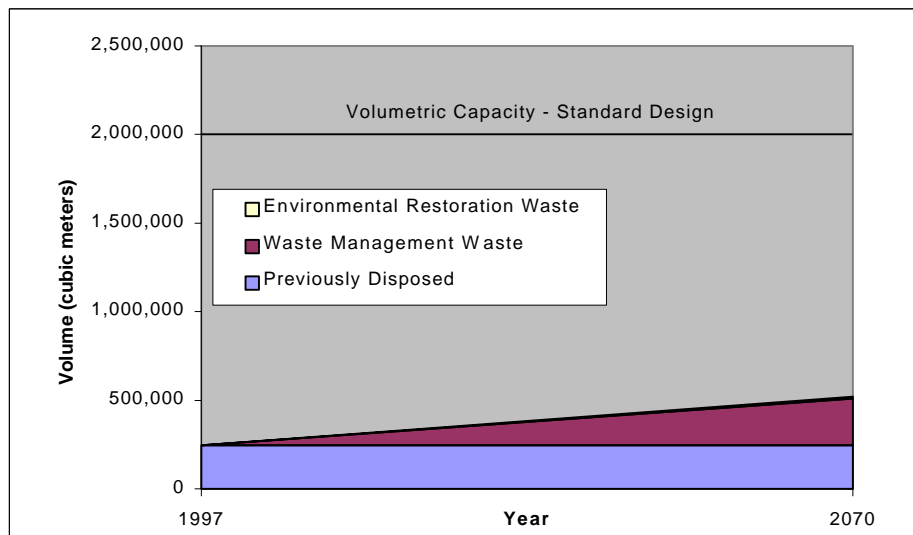 2,500,000
Volumetric Capacity - Standard Design
2,000,000
1,500,000
Environmental Restoration Waste
Waste Management Waste
Previously Disposed
1,000,000
500,000
0
Volume (cubic meters)
1997
Year
2070